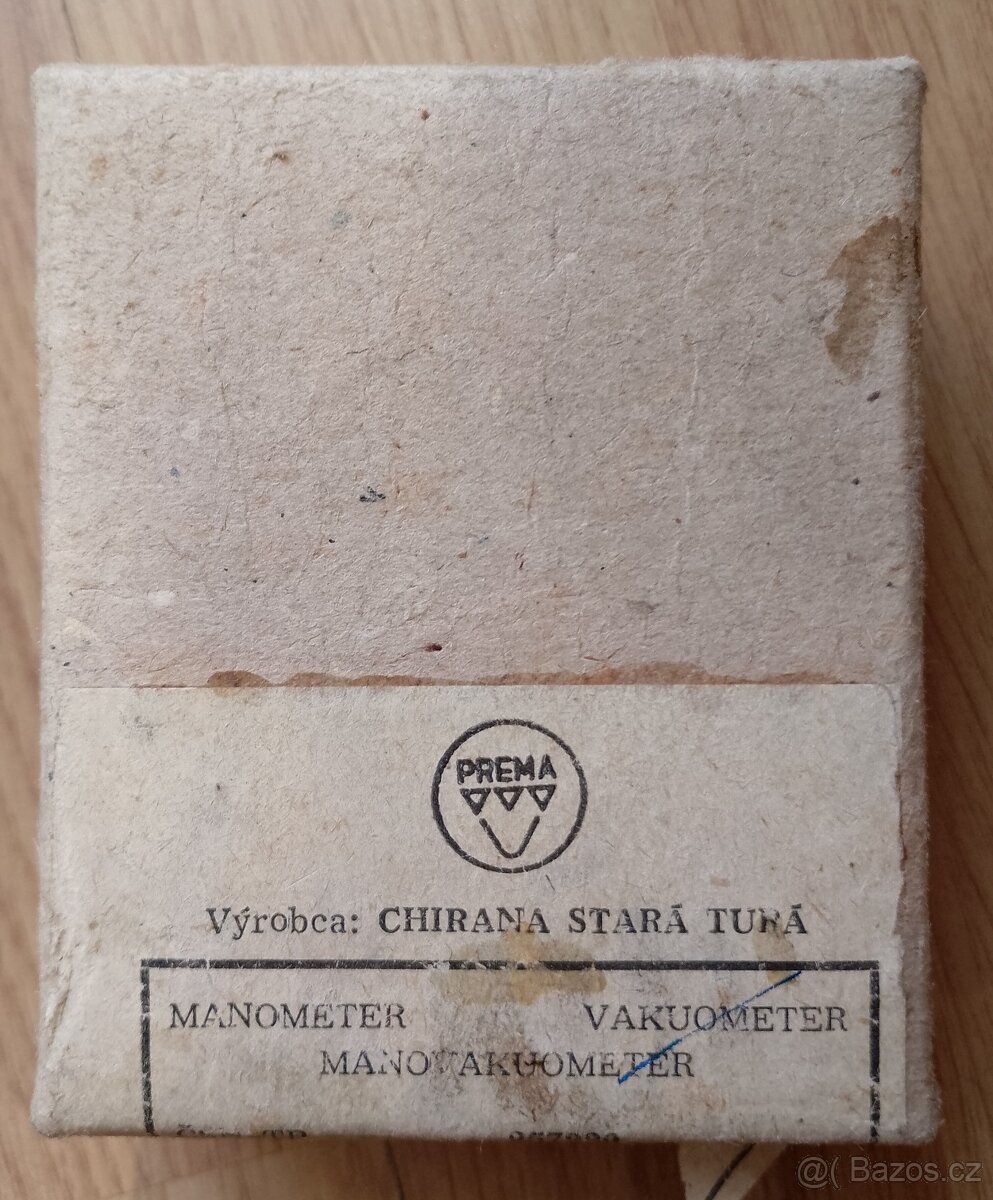 PREMA
Výrobca: CHIRANA STARÁ TURÁ
MANOMETER VAKUOMETER
MANOVAKUOMETER
@( Bazos.cz